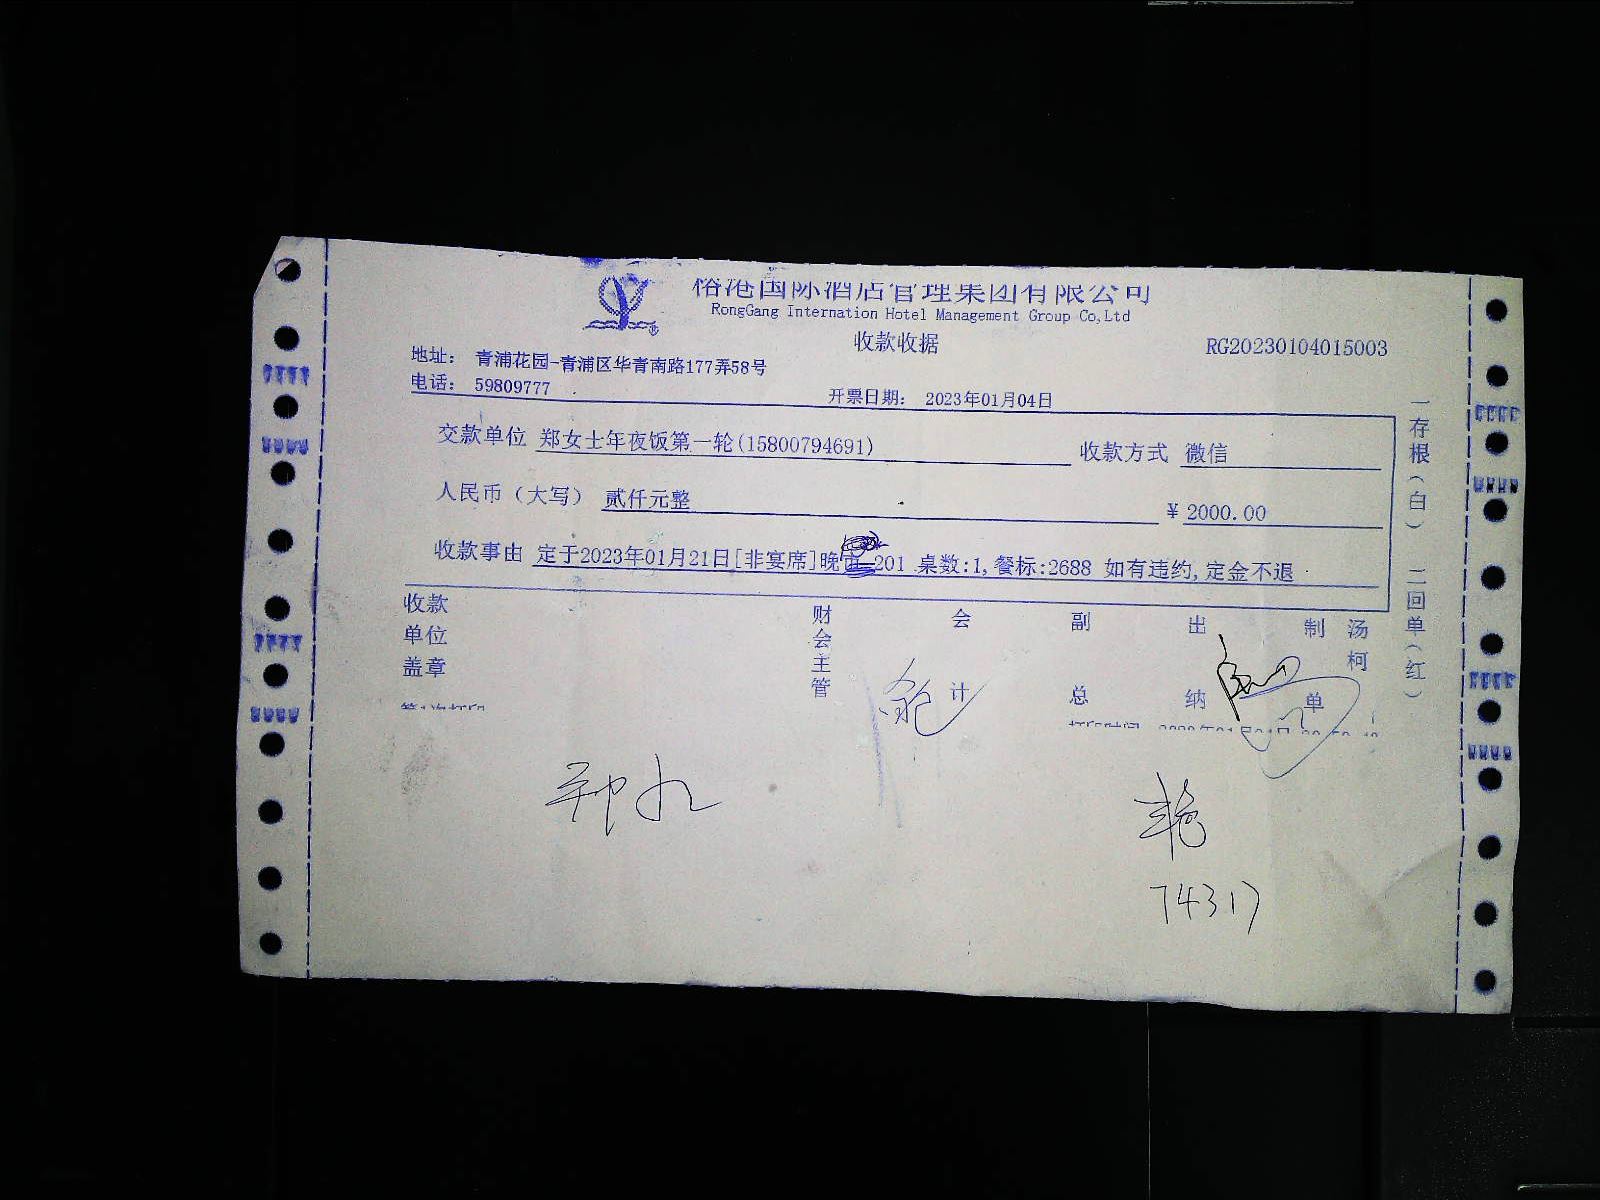 国际酒店管理集团有限公司
RongGang Internation Hotel Management Group Co,Ltd
收款收据
RG20230104015003
地址: 青浦花园-青浦区华青南路177弄58号
电话: 59809777
开票日期: 2023年01月04日
交款单位 郑女士年夜饭第一轮(15800794691) 收款方式 微信
人民币（大写） 贰仟元整 ￥2000.00
收款事由 定于2023年01月21日[非宴席]晚市 201 桌数:1,餐标:2688 如有违约,定金不退
收款单位盖章 财会主管 会计 副总 出纳 制单 汤柯
一存根(白) 二回单(红)
74317